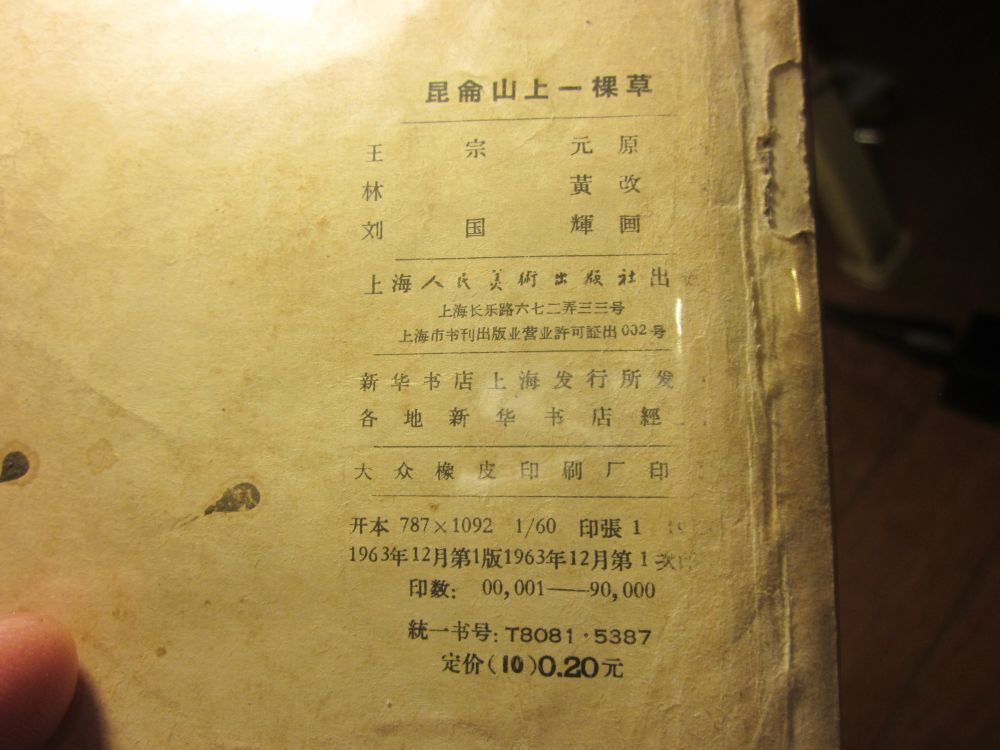 昆侖山上一棵草
王宗元原
林黃改
刘国輝画
上海人民美術出版社出
上海长乐路六七二弄三三号
上海市书刊出版业营业許可証出002号
新华书店上海发行所发
各地新华书店經
大众橡皮印刷厂印
开本 787×1092 1/60 印張 1
1963年12月第1版1963年12月第1次
印数: 00,001——90,000
統一书号: T8081·5387
定价(10)0.20元